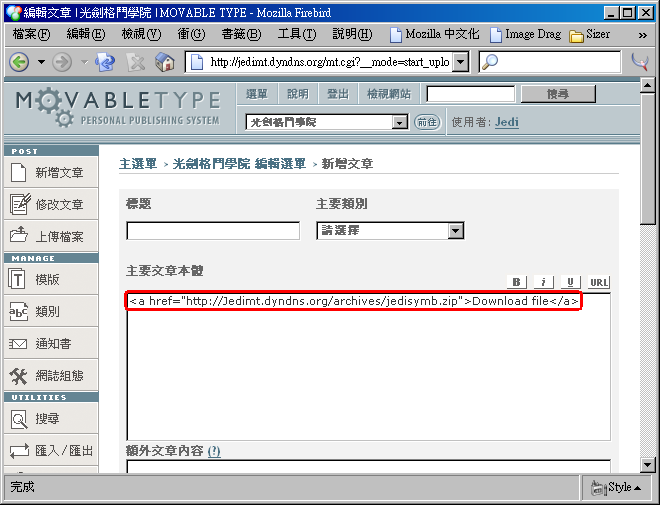 編輯文章 | 光劍格鬥學院 | MOVABLE TYPE - Mozilla Firebird
檔案(F) 編輯(E) 檢視(V) 衝(G) 書籤(B) 工具(T) 說明(H) Mozilla 中文化 Image Drag Sizer
http://jedimt.dyndns.org/mt.cgi?__mode=start_uplo
MOVABLETYPE
PERSONAL PUBLISHING SYSTEM
選單 說明 登出 檢視網站 搜尋
光劍格鬥學院 前往 使用者: Jedi
POST
新增文章
修改文章
上傳檔案
MANAGE
模版
類別
通知書
網誌組態
UTILITIES
搜尋
匯入/匯出
主選單 > 光劍格鬥學院 編輯選單 > 新增文章
標題 主要類別
請選擇
主要文章本體
B i U URL
<a href="http://Jedimt.dyndns.org/archives/jedisymb.zip">Download file</a>
額外文章內容 (?)
完成 Style